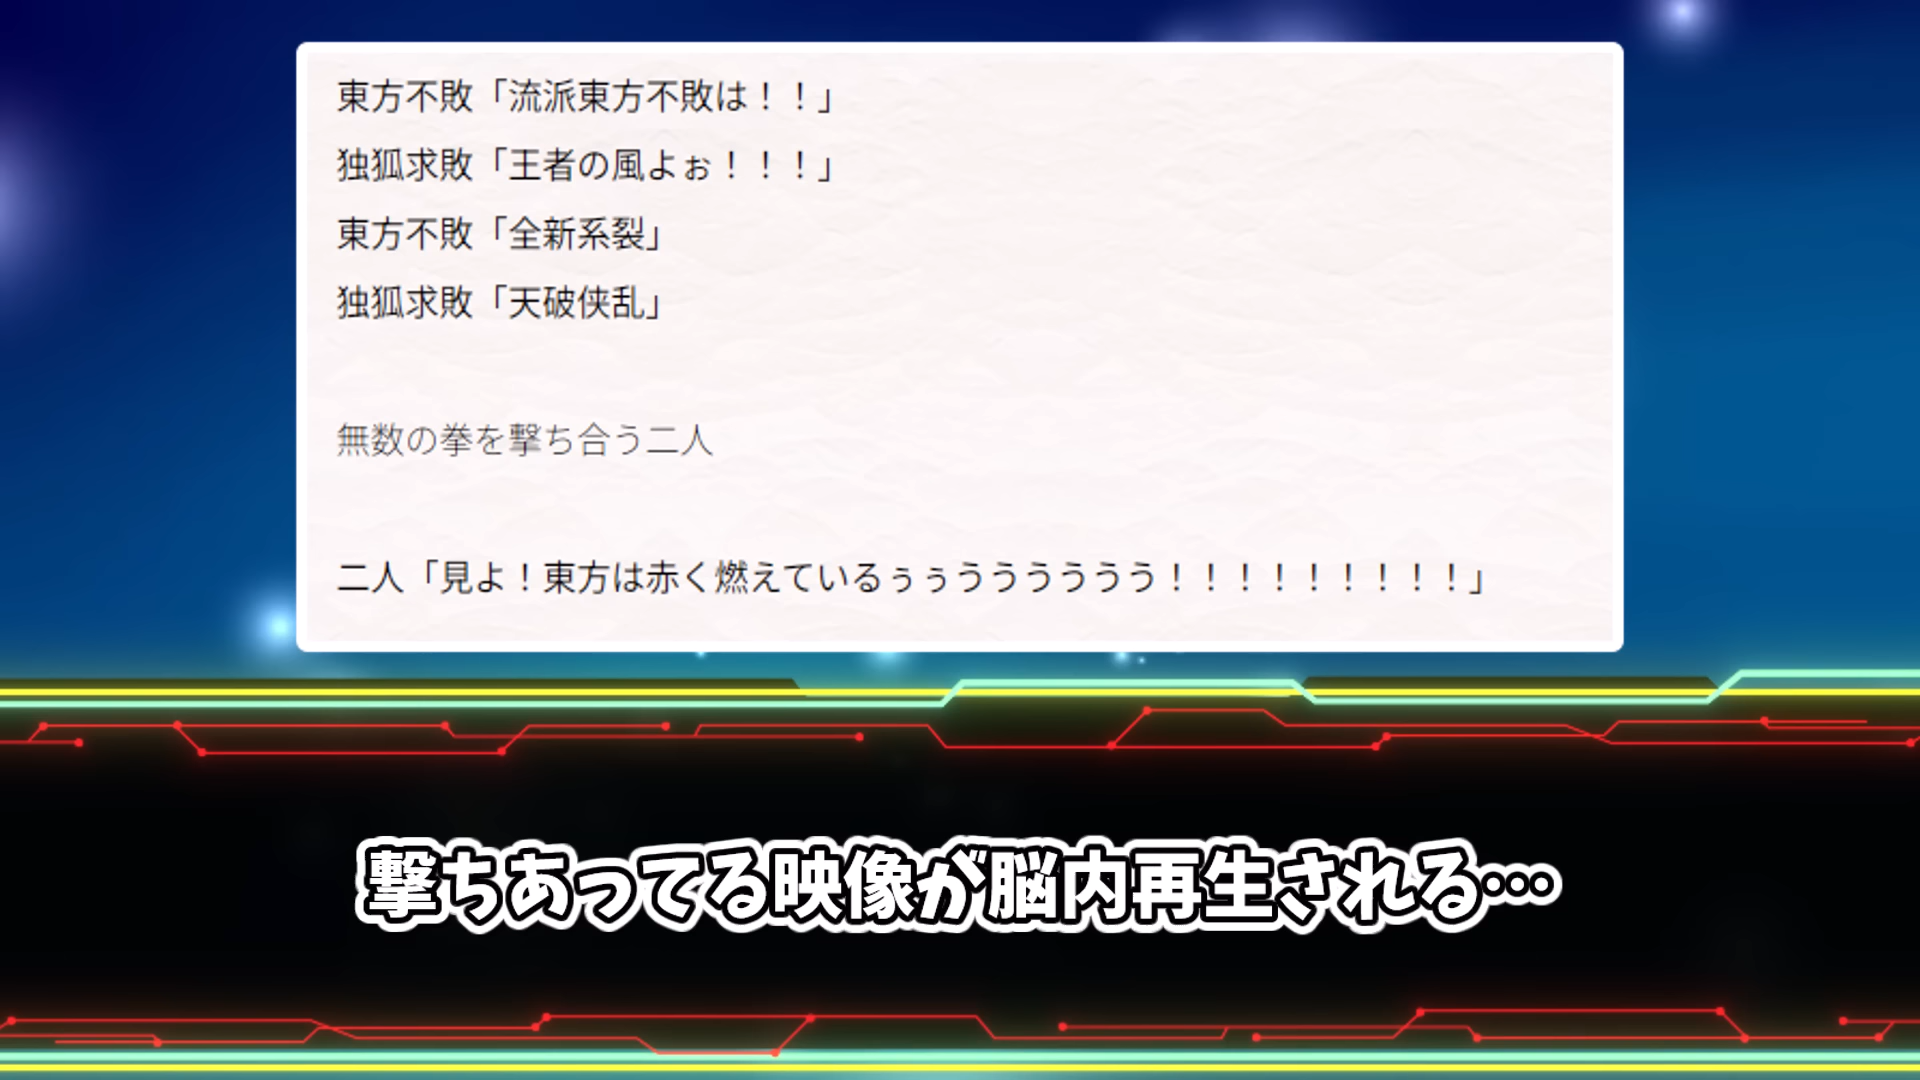 東方不敗「流派東方不敗は！！」
独狐求敗「王者の風よぉ！！！」
東方不敗「全新系裂」
独狐求敗「天破侠乱」
無数の拳を撃ち合う二人
二人「見よ！東方は赤く燃えているぅぅうううううう！！！！！！！！！」
撃ちあってる映像が脳内再生される…